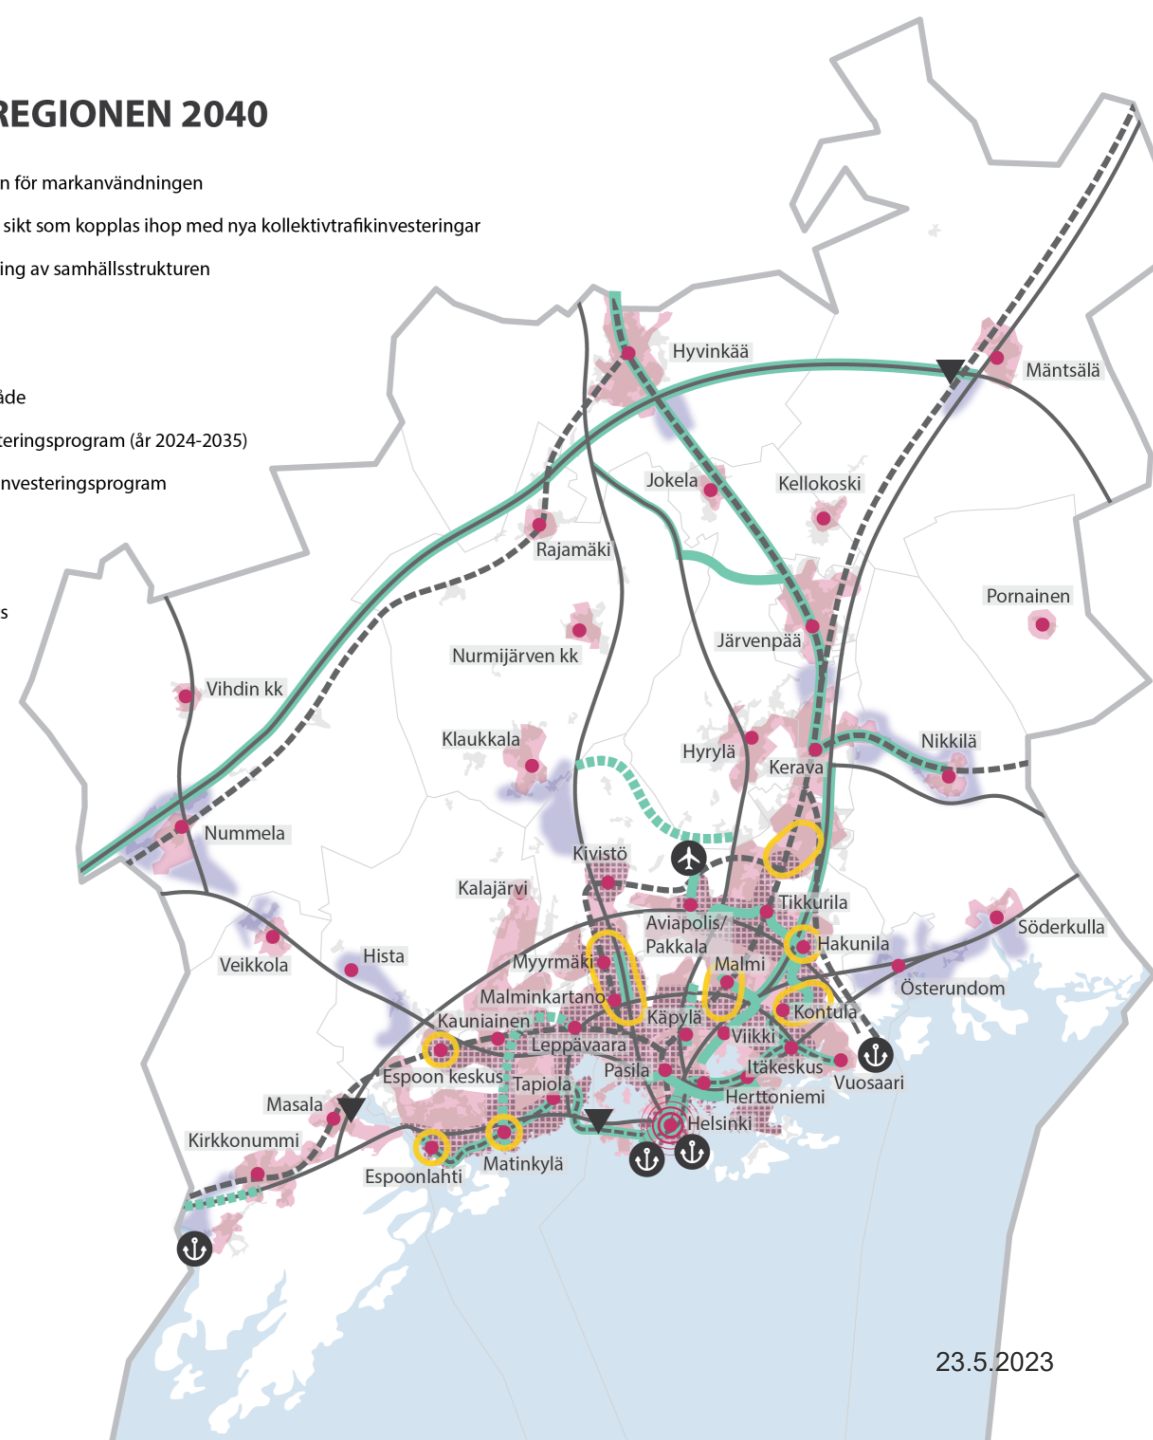 REGIONEN 2040
n för markanvändningen
sikt som kopplas ihop med nya kollektivtrafikinvesteringar
ing av samhällsstrukturen
åde
teringsprogram (år 2024-2035)
investeringsprogram
s
Hyvinkää
Mäntsälä
Jokela
Kellokoski
Rajamäki
Pornainen
Järvenpää
Nurmijärven kk
Vihdin kk
Klaukkala
Hyrylä
Nikkilä
Kerava
Nummela
Kivistö
Kalajärvi
Tikkurila
Aviapolis/
Pakkala
Söderkulla
Hakunila
Veikkola
Hista
Myyrmäki
Malmi
Österundom
Malminkartano
Kontula
Kauniainen
Käpylä
Leppävaara
Viikki
Espoon keskus
Pasila
Itäkeskus
Tapiola
Vuosaari
Masala
Herttoniemi
Helsinki
Kirkkonummi
Espoonlahti
Matinkylä
23.5.2023